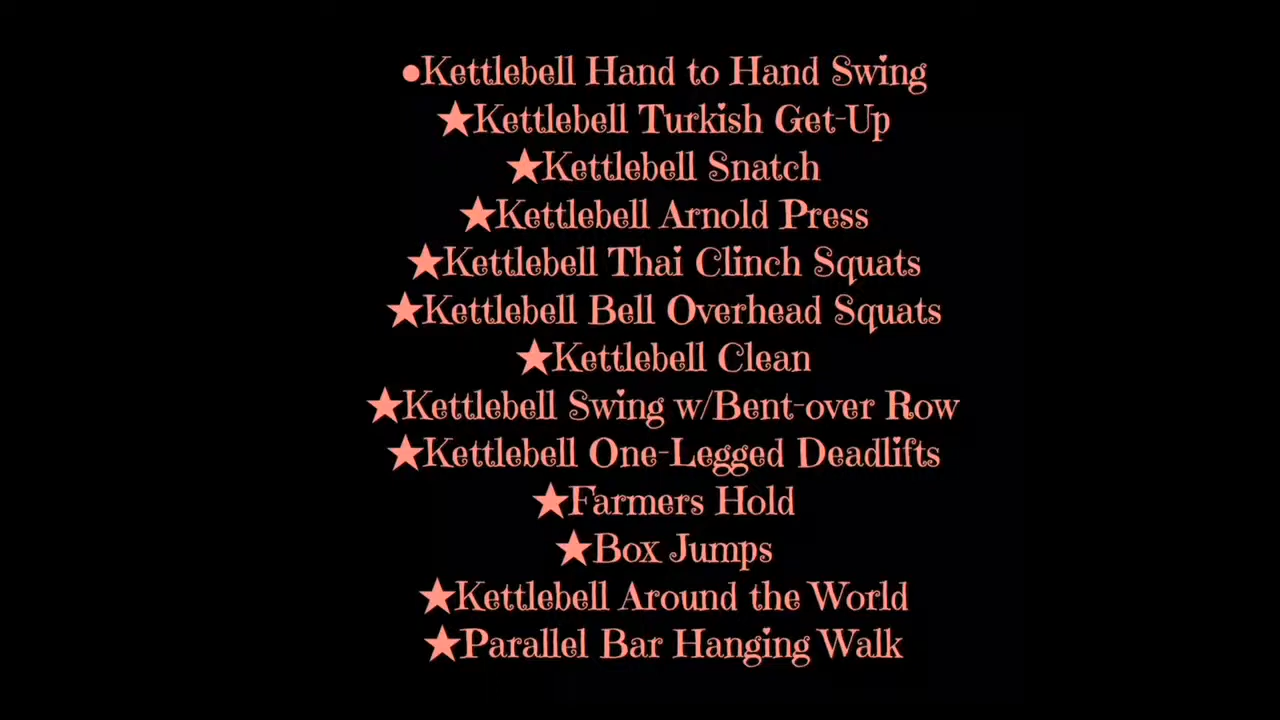 ●Kettlebell Hand to Hand Swing
★Kettlebell Turkish Get-Up
★Kettlebell Snatch
★Kettlebell Arnold Press
★Kettlebell Thai Clinch Squats
★Kettlebell Bell Overhead Squats
★Kettlebell Clean
★Kettlebell Swing w/Bent-over Row
★Kettlebell One-Legged Deadlifts
★Farmers Hold
★Box Jumps
★Kettlebell Around the World
★Parallel Bar Hanging Walk